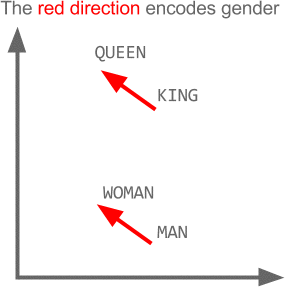 The red direction encodes gender
QUEEN
KING
WOMAN
MAN